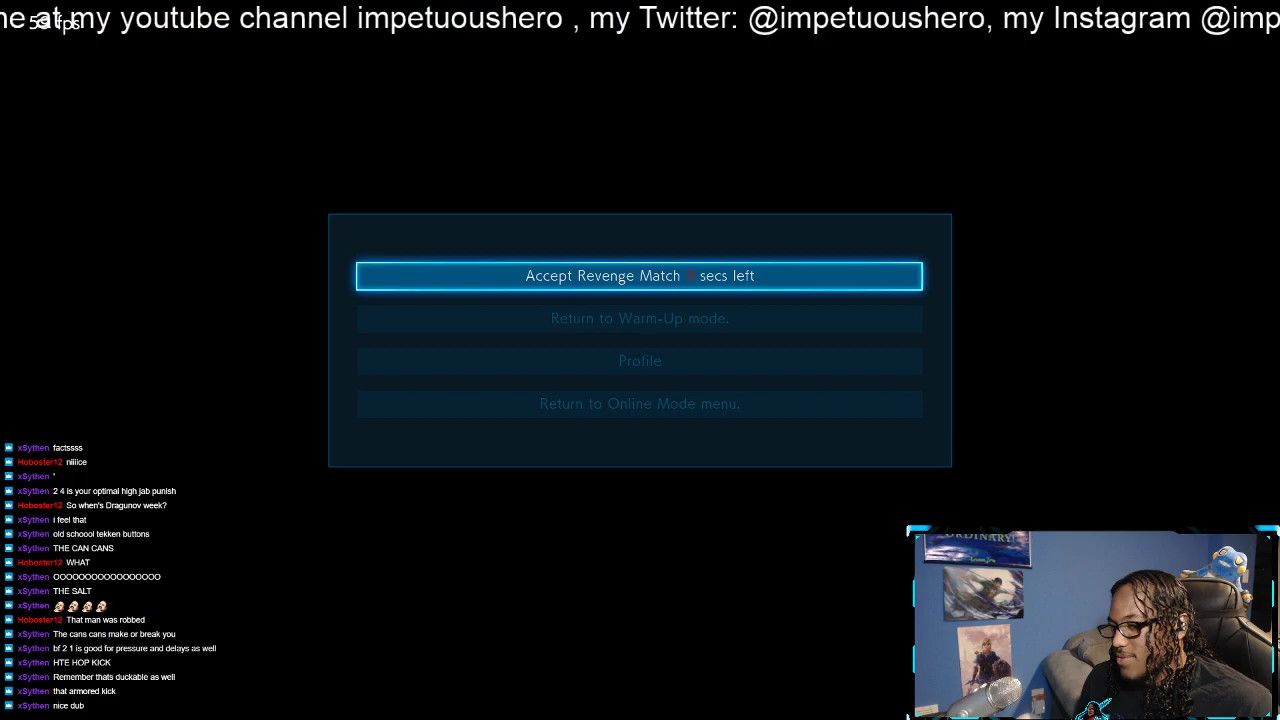 ne at my youtube channel impetuoushero , my Twitter: @impetuoushero, my Instagram @imp
fps
Accept Revenge Match secs left
Return to Warm-Up mode.
Profile
Return to Online Mode menu.
xSythen factssss
Hoboster12 niiiice
xSythen '
xSythen 2 4 is your optimal high jab punish
Hoboster12 So when's Dragunov week?
xSythen i feel that
xSythen old schoool tekken buttons
xSythen THE CAN CANS
Hoboster12 WHAT
xSythen OOOOOOOOOOOOOOOOO
xSythen THE SALT
xSythen
Hoboster12 That man was robbed
xSythen The cans cans make or break you
xSythen bf 2 1 is good for pressure and delays as well
xSythen HTE HOP KICK
xSythen Remember thats duckable as well
xSythen that armored kick
xSythen nice dub
ORDINARY